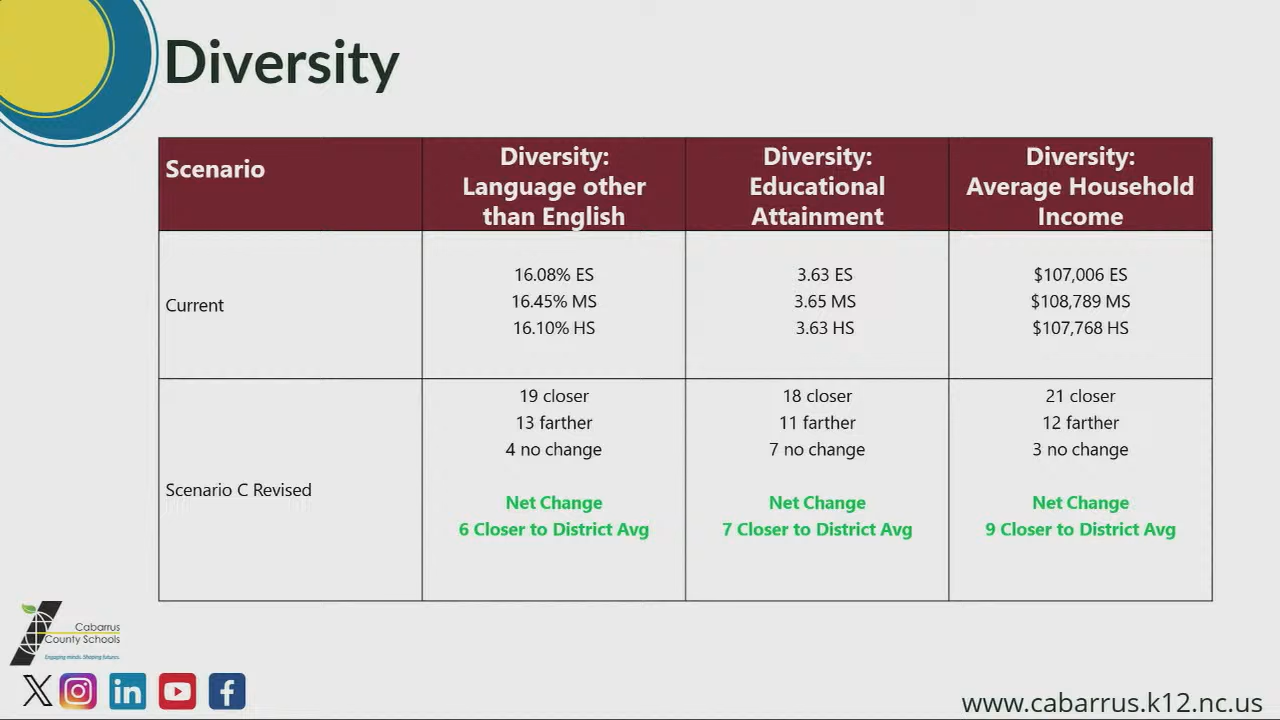 Diversity
Scenario
Diversity:
Language other
than English
Diversity:
Educational
Attainment
Diversity:
Average Household
Income
Current
16.08% ES
16.45% MS
16.10% HS
3.63 ES
3.65 MS
3.63 HS
$107,006 ES
$108,789 MS
$107,768 HS
Scenario C Revised
19 closer
13 farther
4 no change
Net Change
6 Closer to District Avg
18 closer
11 farther
7 no change
Net Change
7 Closer to District Avg
21 closer
12 farther
3 no change
Net Change
9 Closer to District Avg
Cabarrus
County Schools
Engaging minds. Shaping futures.
www.cabarrus.k12.nc.us